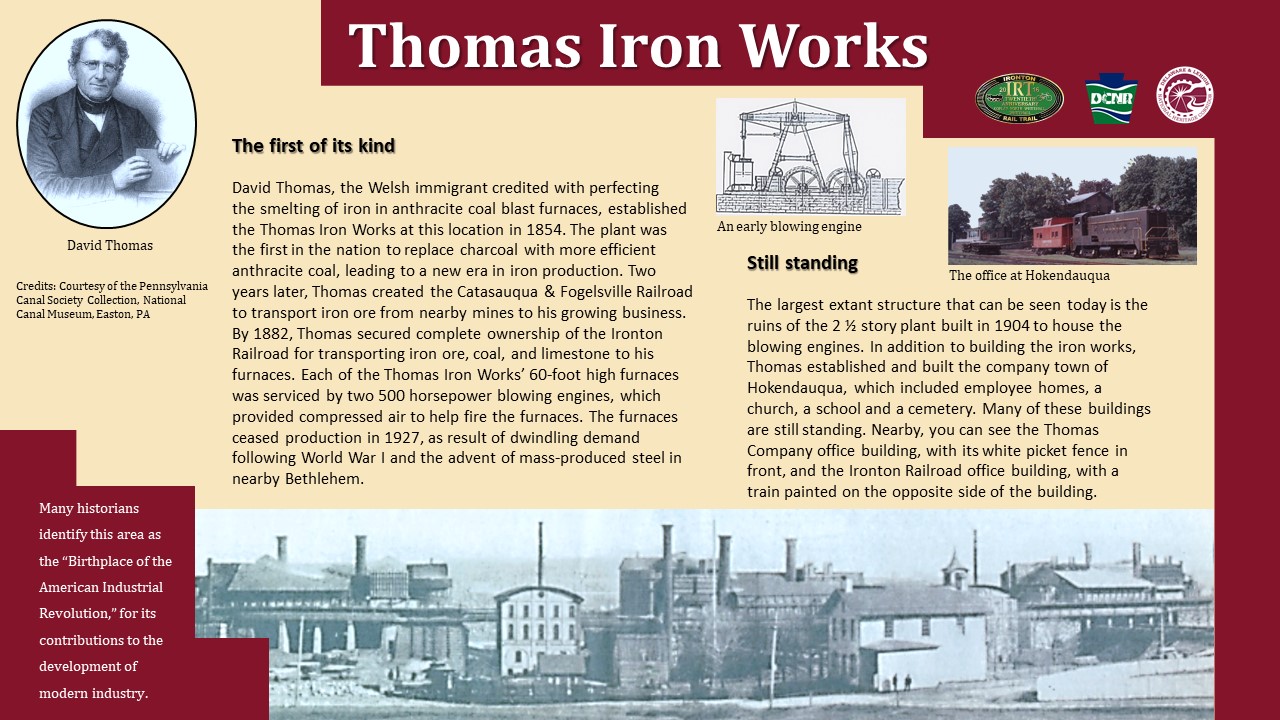 Thomas Iron Works
IRONTON
IRT
RAIL TRAIL
DCNR
David Thomas
Credits: Courtesy of the Pennsylvania
Canal Society Collection, National
Canal Museum, Easton, PA
The first of its kind
David Thomas, the Welsh immigrant credited with perfecting
the smelting of iron in anthracite coal blast furnaces, established
the Thomas Iron Works at this location in 1854. The plant was
the first in the nation to replace charcoal with more efficient
anthracite coal, leading to a new era in iron production. Two
years later, Thomas created the Catasauqua & Fogelsville Railroad
to transport iron ore from nearby mines to his growing business.
By 1882, Thomas secured complete ownership of the Ironton
Railroad for transporting iron ore, coal, and limestone to his
furnaces. Each of the Thomas Iron Works’ 60-foot high furnaces
was serviced by two 500 horsepower blowing engines, which
provided compressed air to help fire the furnaces. The furnaces
ceased production in 1927, as result of dwindling demand
following World War I and the advent of mass-produced steel in
nearby Bethlehem.
An early blowing engine
The office at Hokendauqua
Still standing
The largest extant structure that can be seen today is the
ruins of the 2 ½ story plant built in 1904 to house the
blowing engines. In addition to building the iron works,
Thomas established and built the company town of
Hokendauqua, which included employee homes, a
church, a school and a cemetery. Many of these buildings
are still standing. Nearby, you can see the Thomas
Company office building, with its white picket fence in
front, and the Ironton Railroad office building, with a
train painted on the opposite side of the building.
Many historians
identify this area as
the “Birthplace of the
American Industrial
Revolution,” for its
contributions to the
development of
modern industry.